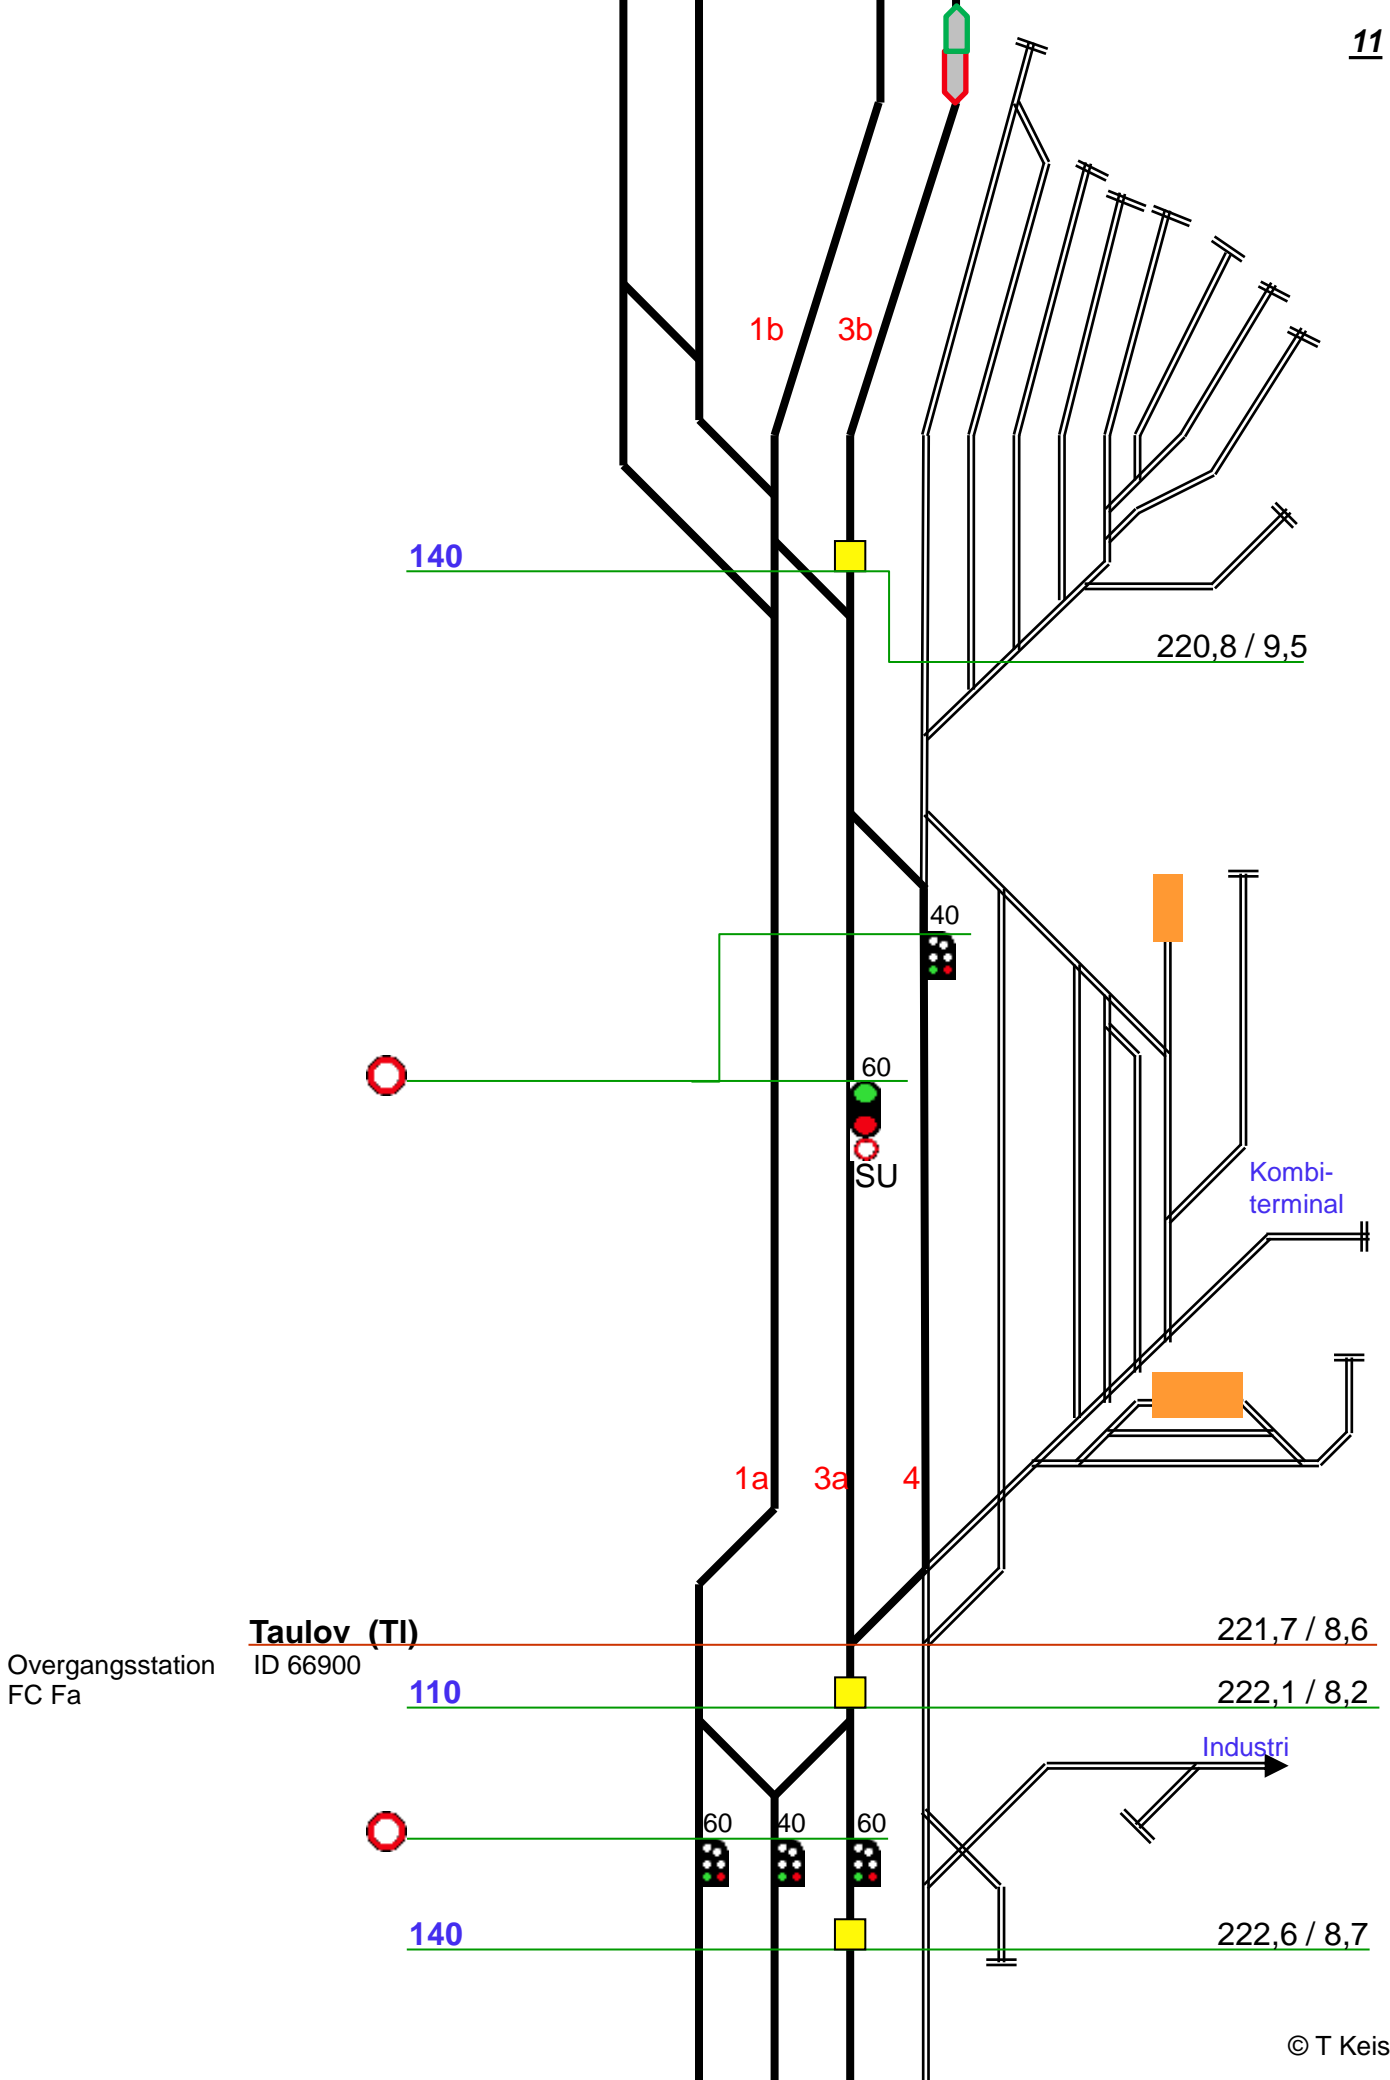 11
1b
3b
140
220,8 / 9,5
40
60
SU
Kombi-
terminal
1a
3a
4
Taulov (Tl)
221,7 / 8,6
Overgangsstation
ID 66900
FC Fa
110
222,1 / 8,2
Industri
60
40
60
140
222,6 / 8,7
© T Keis